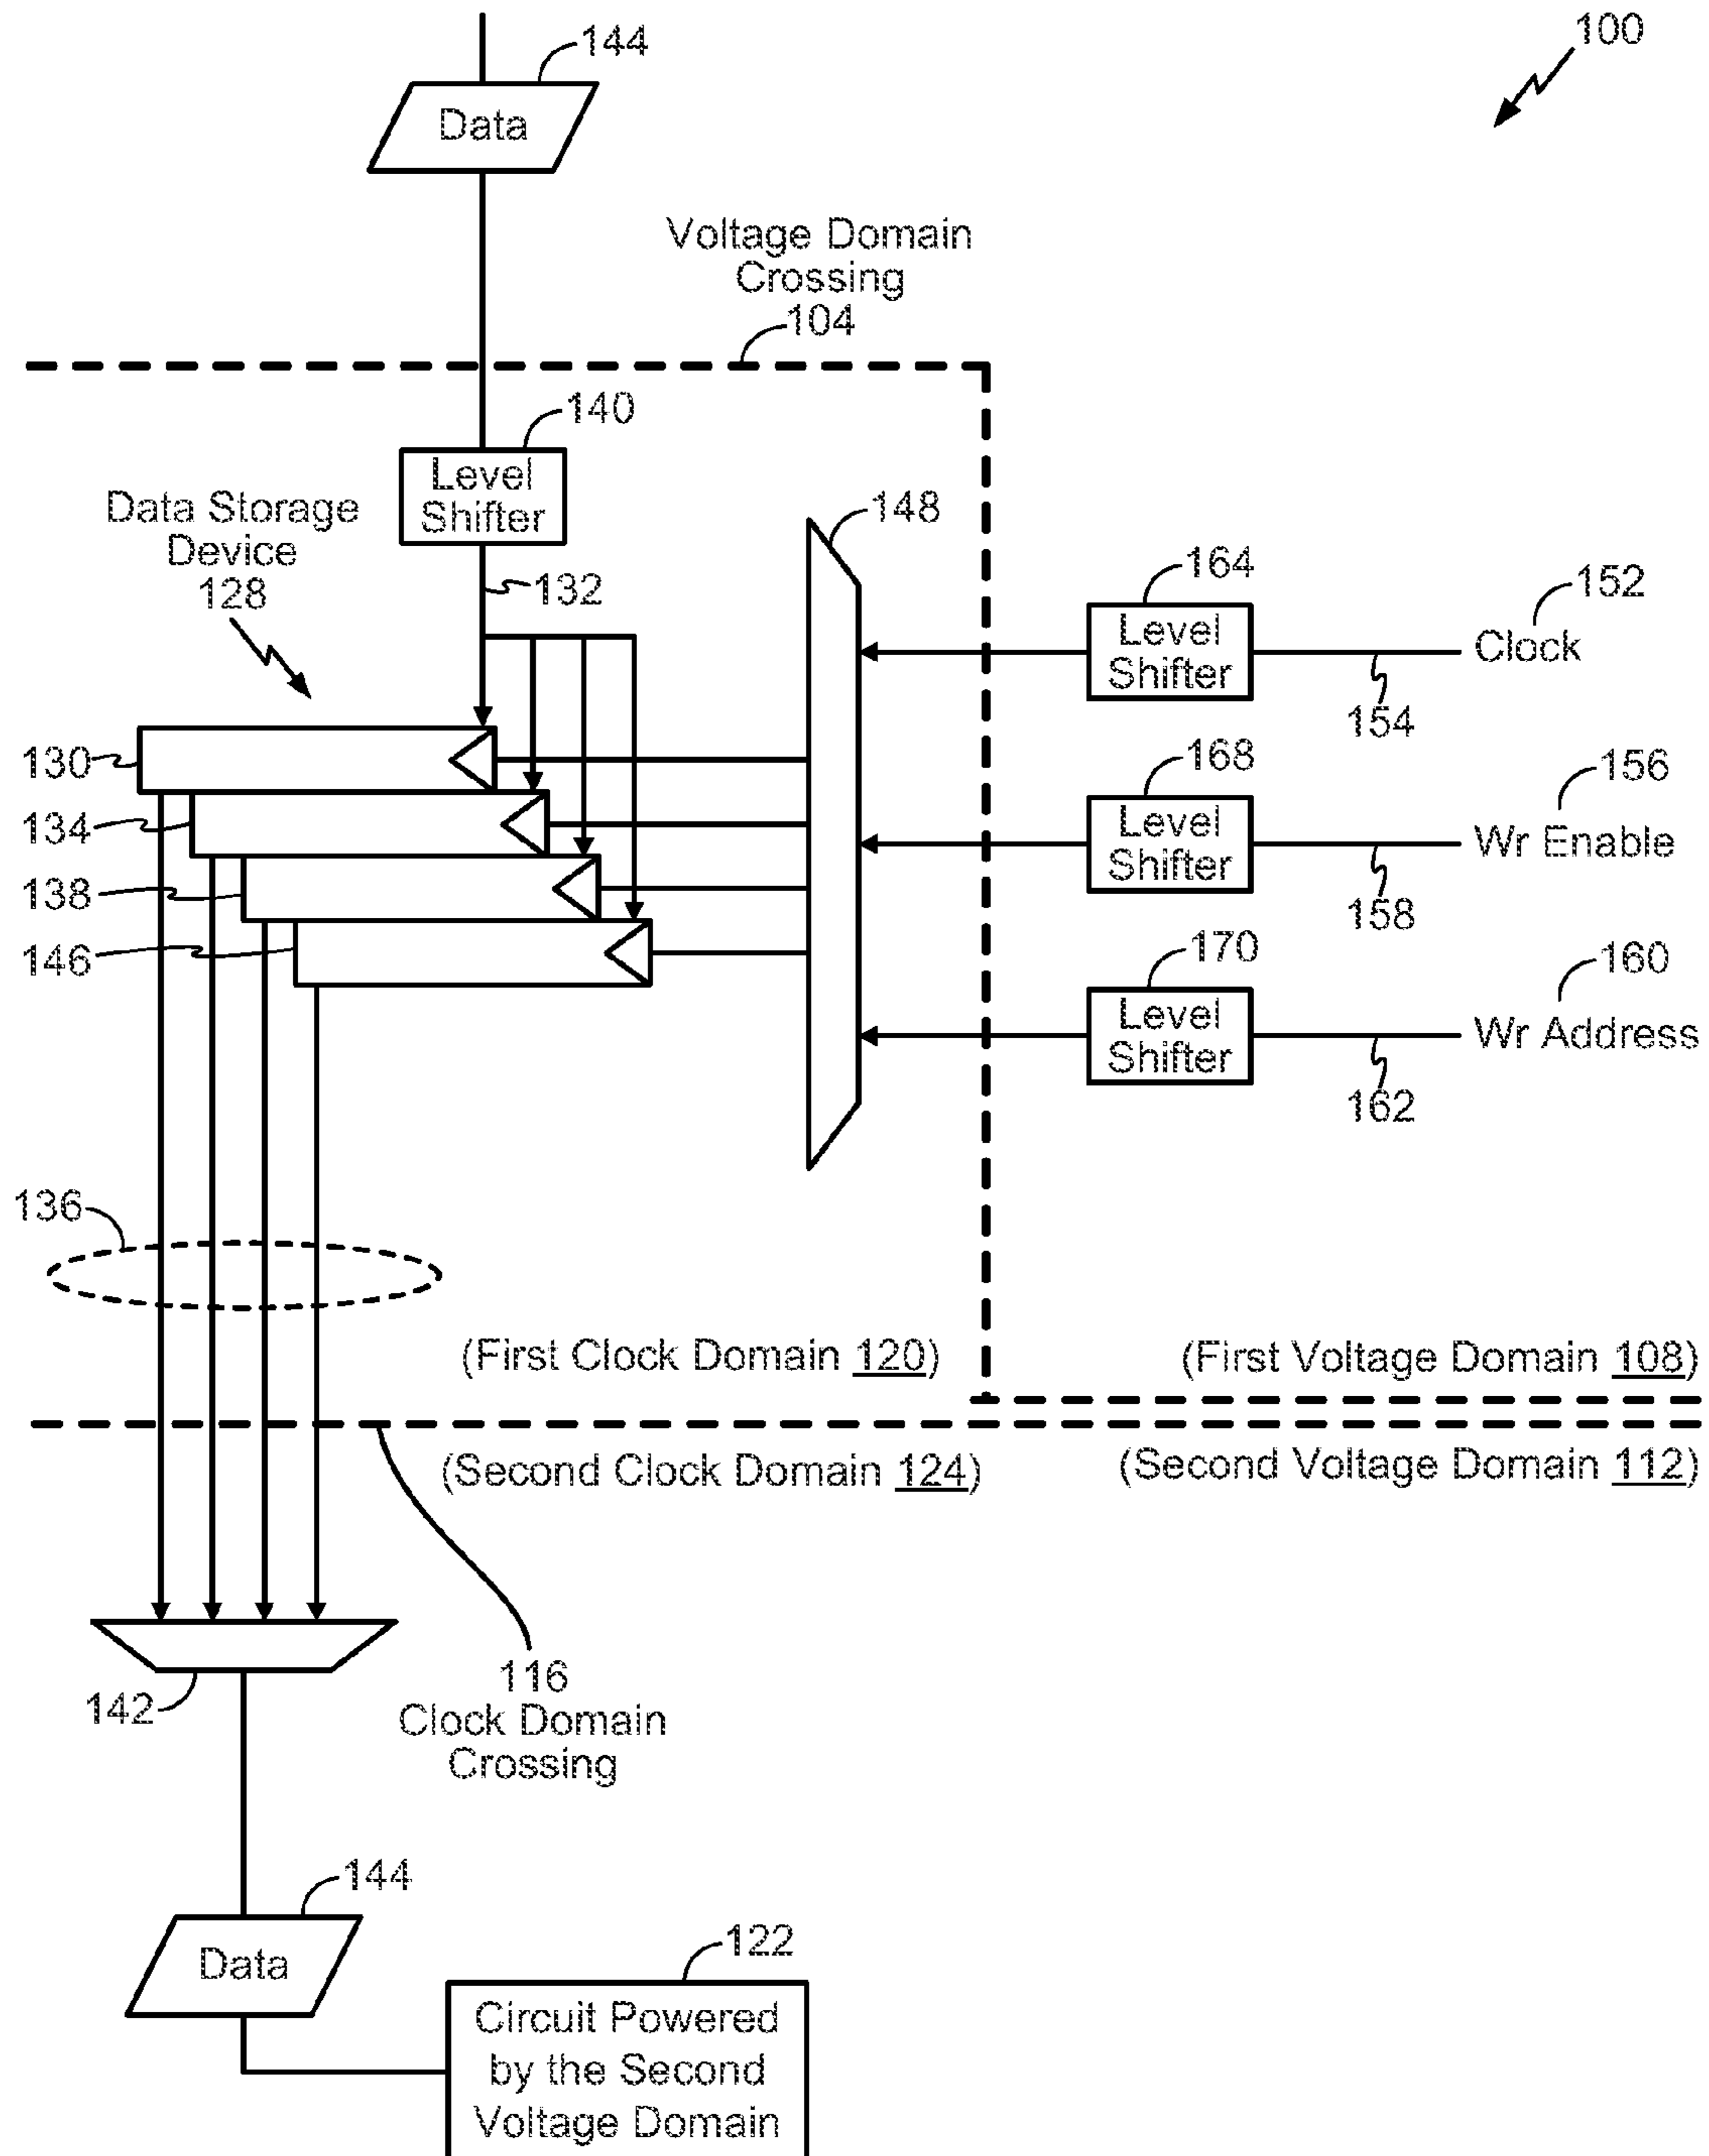 144
100
Data
Voltage Domain
Crossing
104
140
Level
Shifter
Data Storage
Device
128
148
132
164
152
Level
Shifter
Clock
154
130
168
156
134
Level
Shifter
Wr Enable
138
158
146
170
160
Level
Shifter
Wr Address
162
136
(First Clock Domain 120)
(First Voltage Domain 108)
(Second Clock Domain 124)
(Second Voltage Domain 112)
142
116
Clock Domain
Crossing
144
Data
122
Circuit Powered
by the Second
Voltage Domain